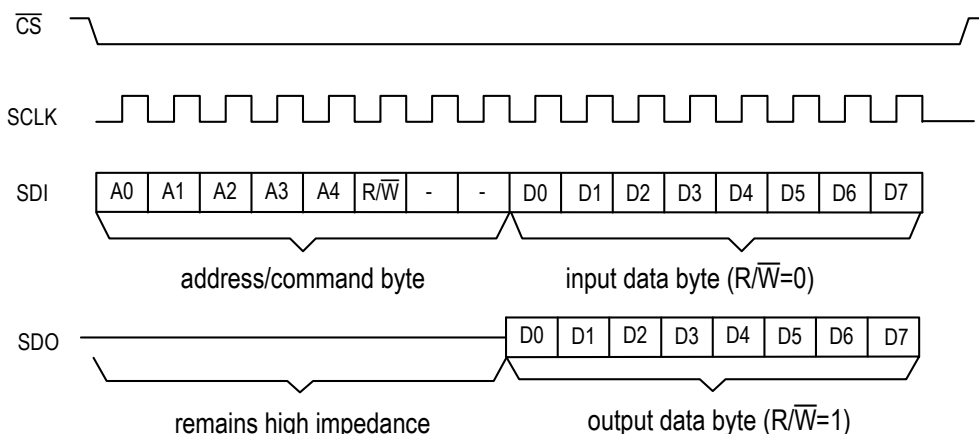 C̅S̅
SCLK
SDI A0 A1 A2 A3 A4 R/W̅ - - D0 D1 D2 D3 D4 D5 D6 D7
address/command byte input data byte (R/W̅=0)
SDO D0 D1 D2 D3 D4 D5 D6 D7
remains high impedance output data byte (R/W̅=1)